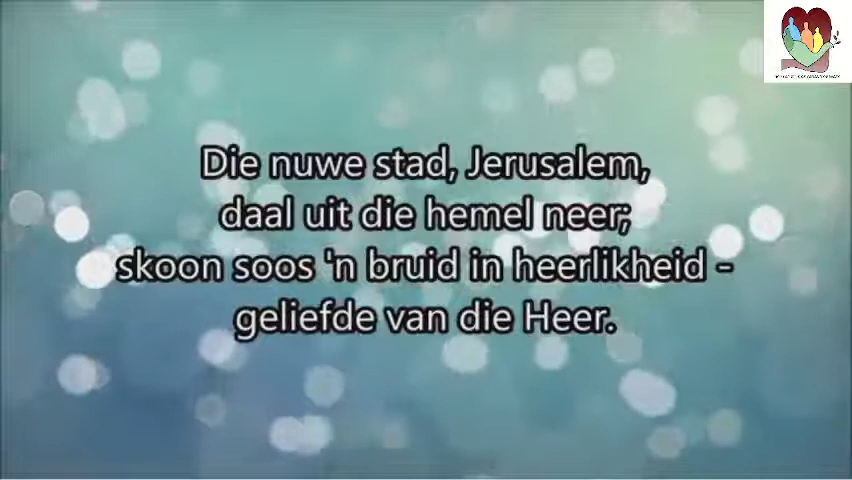 Die nuwe stad, Jerusalem,
daal uit die hemel neer;
skoon soos 'n bruid in heerlikheid -
geliefde van die Heer.